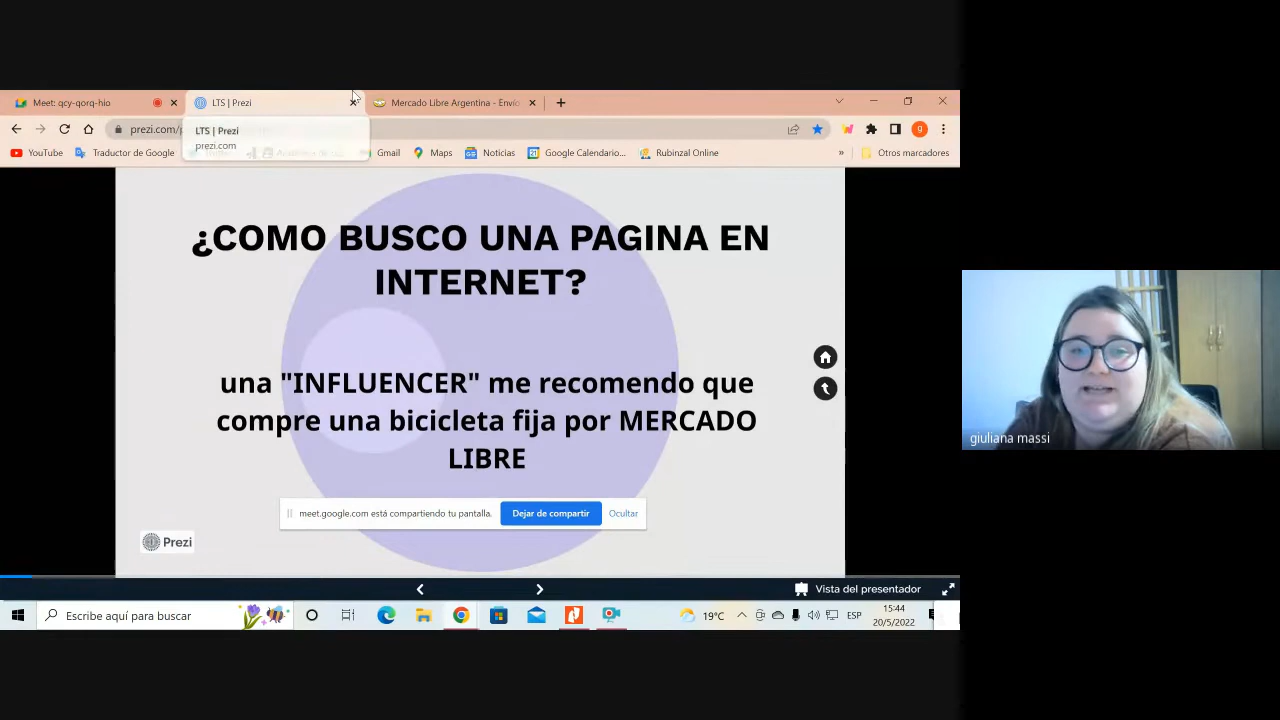 Meet: qcy-qorq-hio
LTS | Prezi
Mercado Libre Argentina - Envío
prezi.com/p
LTS | Prezi
prezi.com
YouTube
Traductor de Google
Gmail
Maps
Noticias
Google Calendario...
Rubinzal Online
»
Otros marcadores
g
¿COMO BUSCO UNA PAGINA EN
INTERNET?
una "INFLUENCER" me recomendo que
compre una bicicleta fija por MERCADO
LIBRE
meet.google.com está compartiendo tu pantalla.
Dejar de compartir
Ocultar
Prezi
giuliana massi
Vista del presentador
Escribe aquí para buscar
19°C
ESP
15:44
20/5/2022